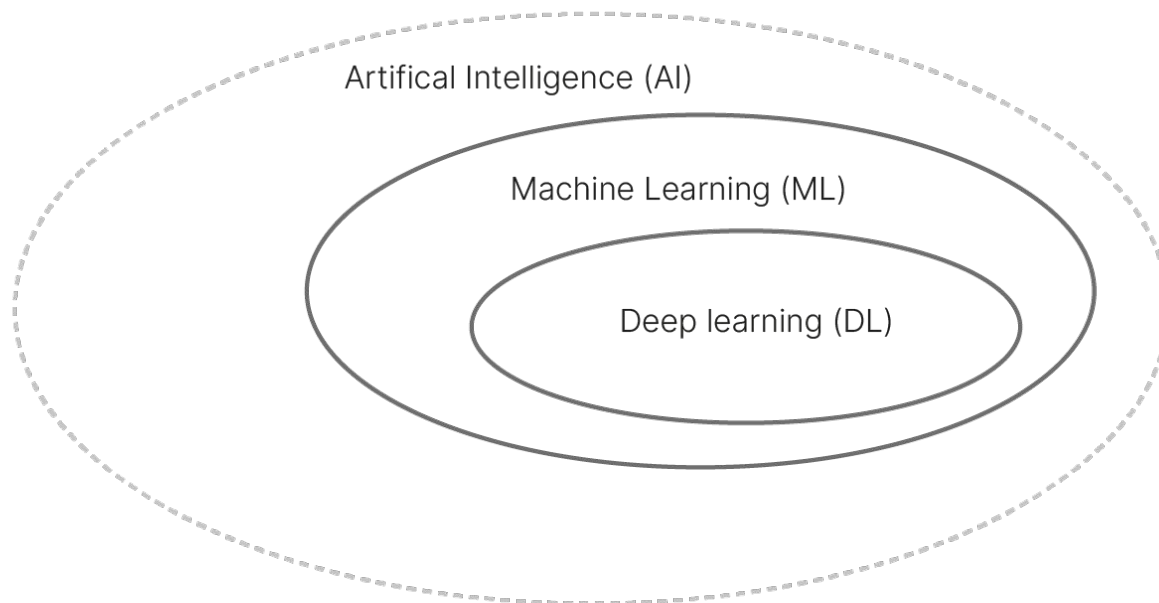 Artifical Intelligence (AI)
Machine Learning (ML)
Deep learning (DL)